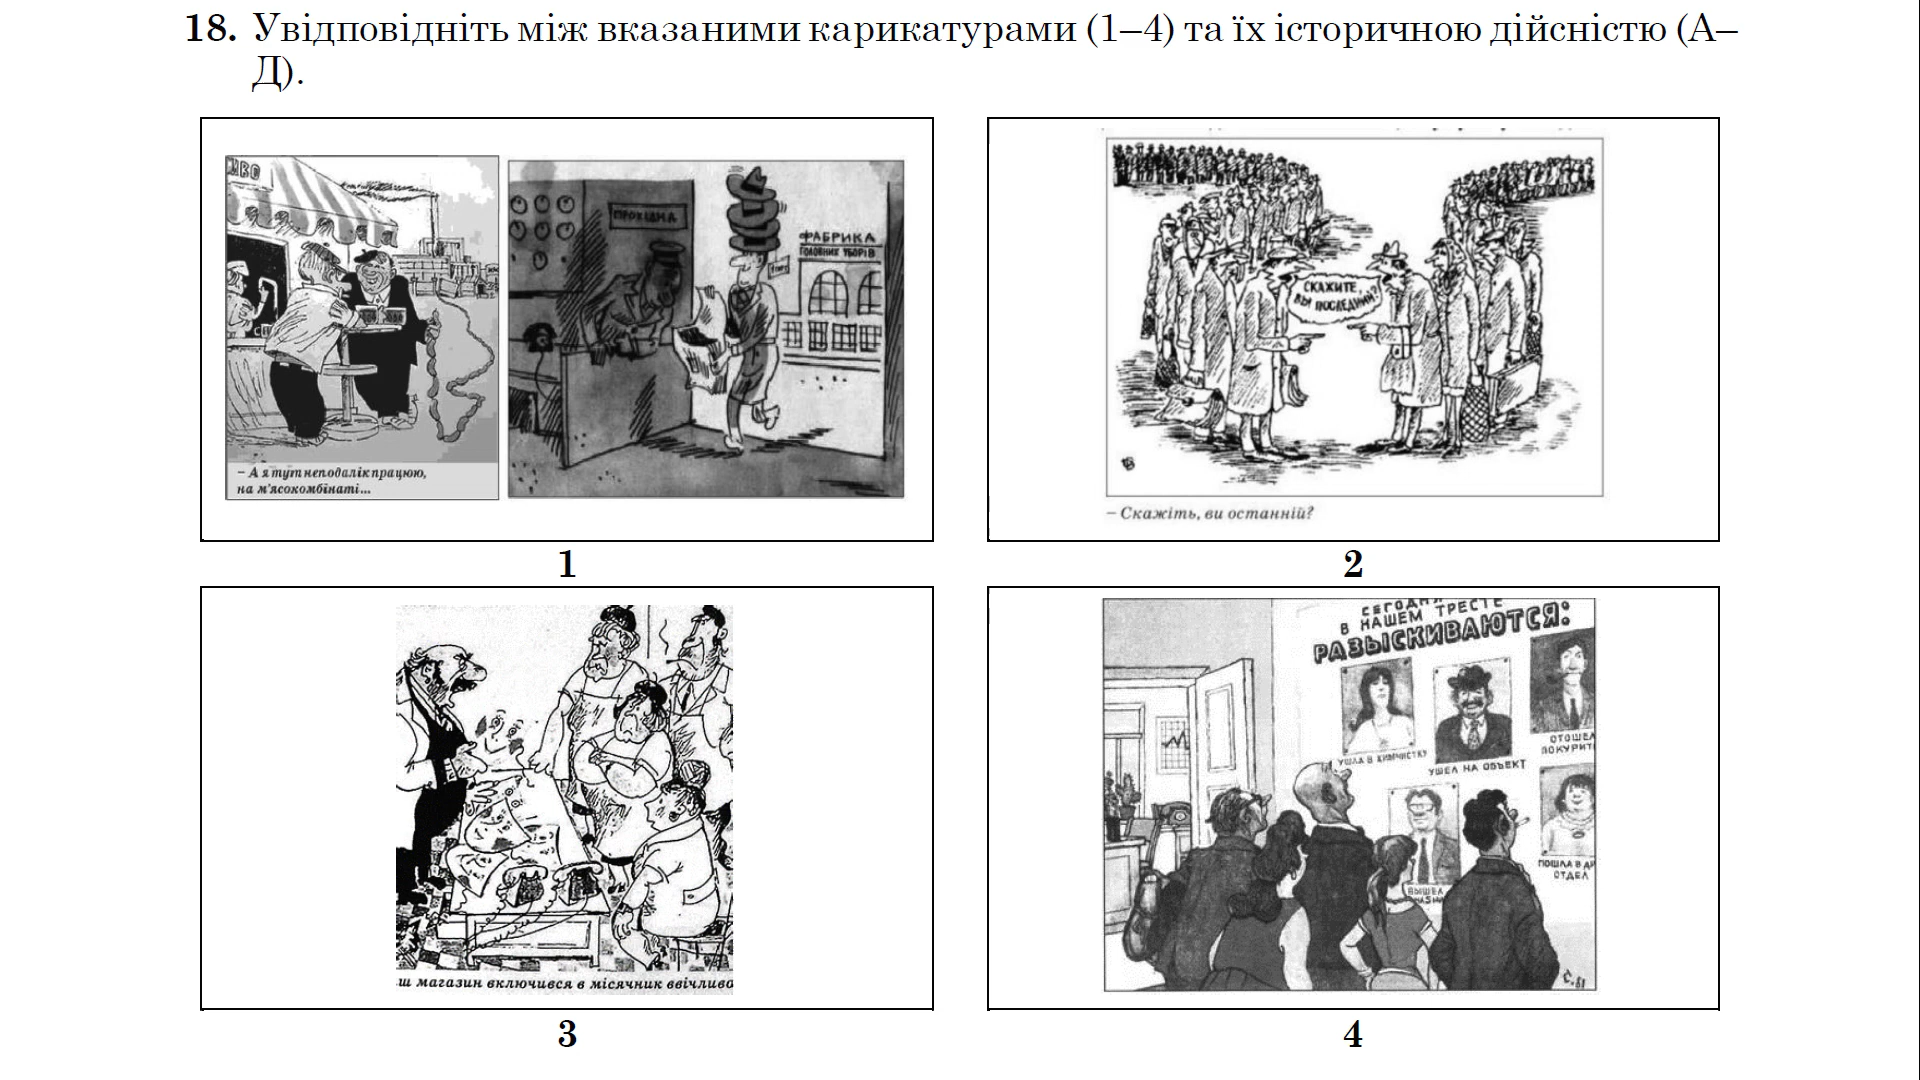 18. Увідповідніть між вказаними карикатурами (1–4) та їх історичною дійсністю (А–
Д).
ПРОХІДНА
ФАБРИКА
ГОЛОВНИХ УБОРІВ
– А я тут неподалік працюю,
на м'ясокомбінаті...
1
СКАЖИТЕ,
ВЫ ПОСЛЕДНИЙ?
– Скажіть, ви останній?
2
ш магазин включився в місячник ввічливо
3
СЕГОДН
В НАШЕМ ТРЕСТЕ
РАЗЫСКИВАЮТСЯ:
УШЛА В ХИМЧИСТКУ
УШЕЛ НА ОБЪЕКТ
ОТОШЕЛ
ПОКУРИТЬ
ВЫШЕЛ
ПОШЛА В ДР
ОТДЕЛ
4